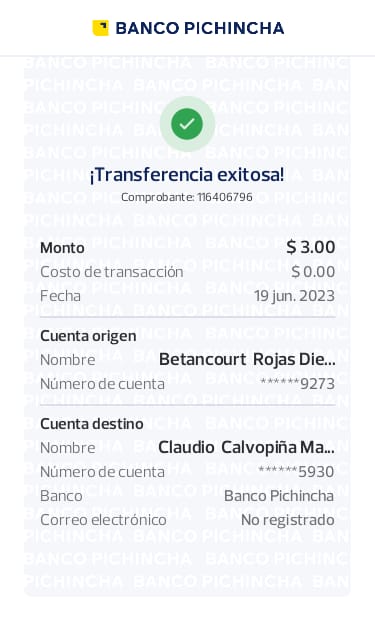 BANCO PICHINCHA
¡Transferencia exitosa!
Comprobante: 116406796
Monto $ 3.00
Costo de transacción $ 0.00
Fecha 19 jun. 2023
Cuenta origen
Nombre Betancourt Rojas Die...
Número de cuenta ******9273
Cuenta destino
Nombre Claudio Calvopiña Ma...
Número de cuenta ******5930
Banco Banco Pichincha
Correo electrónico No registrado